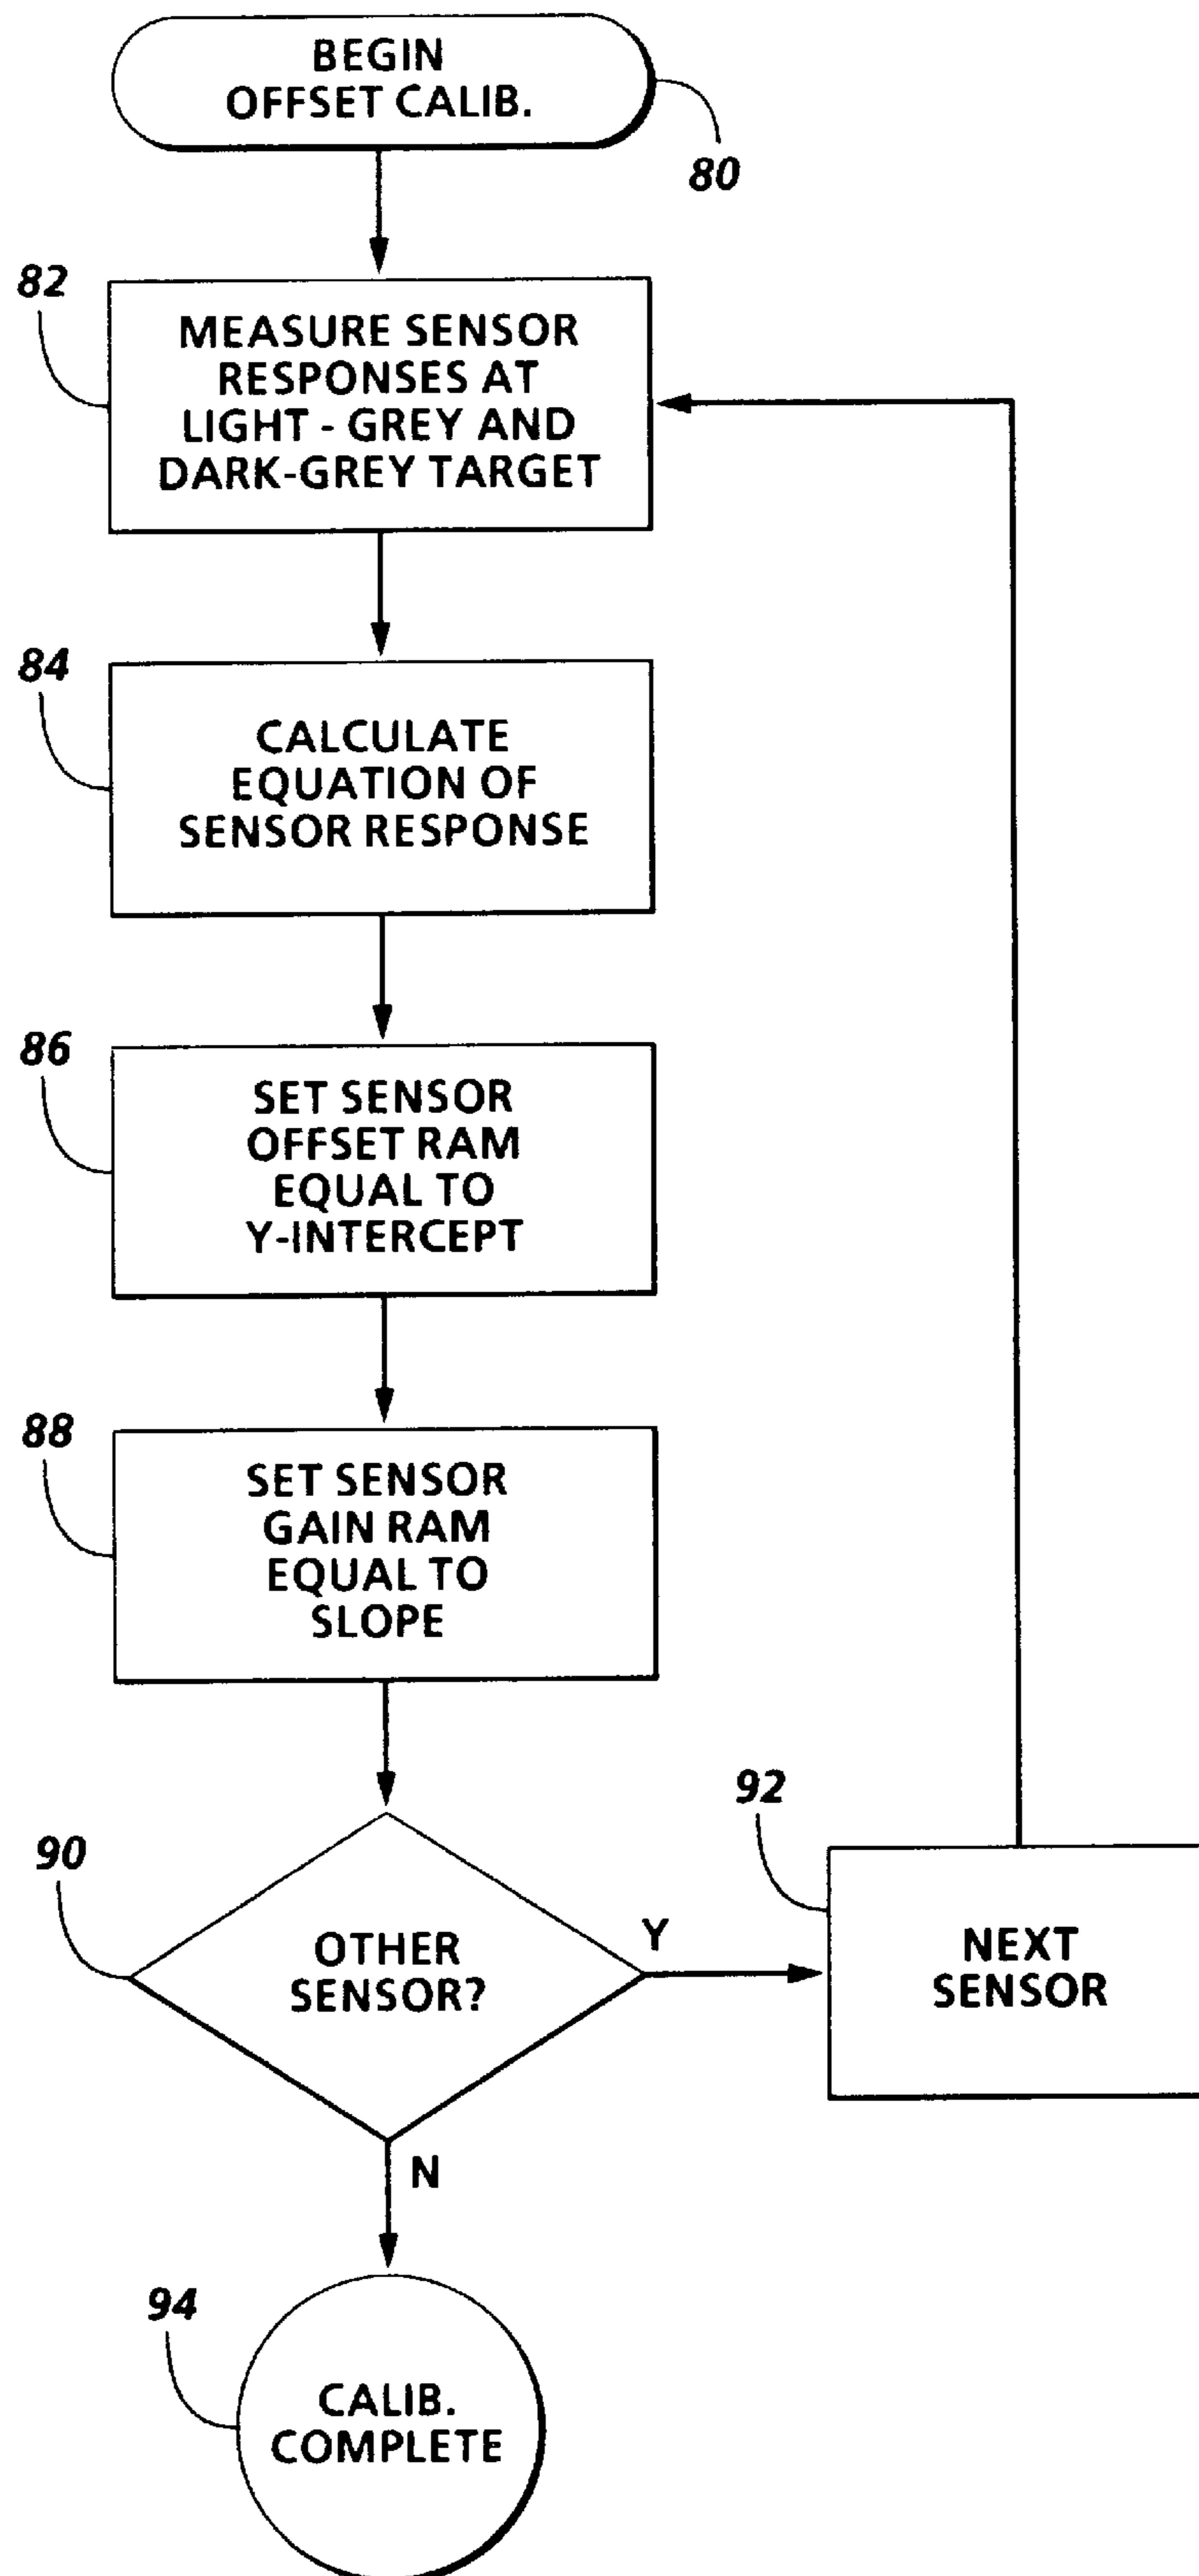 BEGIN
OFFSET CALIB.
80
82
MEASURE SENSOR
RESPONSES AT
LIGHT - GREY AND
DARK-GREY TARGET
84
CALCULATE
EQUATION OF
SENSOR RESPONSE
86
SET SENSOR
OFFSET RAM
EQUAL TO
Y-INTERCEPT
88
SET SENSOR
GAIN RAM
EQUAL TO
SLOPE
90
OTHER
SENSOR?
Y
92
NEXT
SENSOR
N
94
CALIB.
COMPLETE